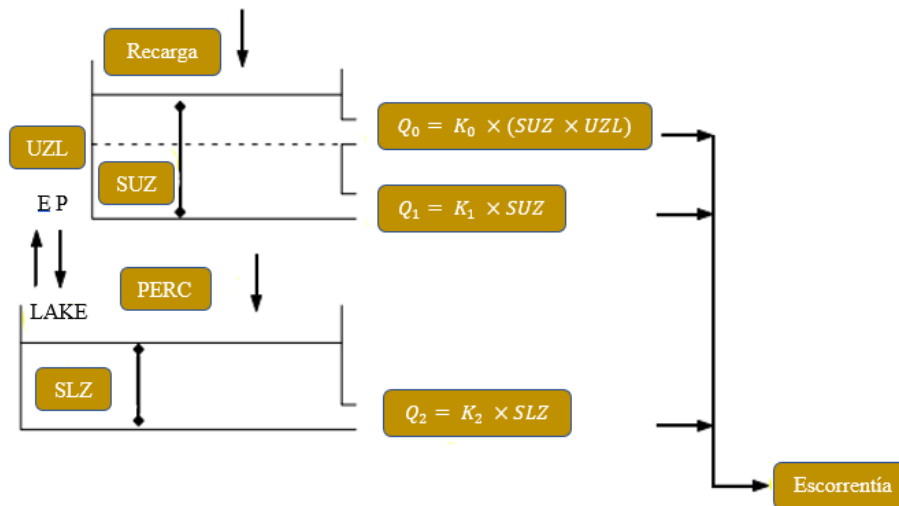 Recarga
Q₀ = K₀ × (SUZ × UZL)
UZL
SUZ
Q₁ = K₁ × SUZ
E P
PERC
LAKE
SLZ
Q₂ = K₂ × SLZ
Escorrentía